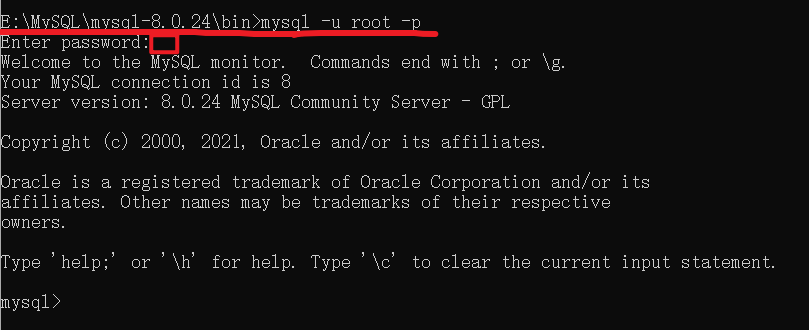 E:\MySQL\mysql-8.0.24\bin>mysql -u root -p
Enter password:
Welcome to the MySQL monitor.  Commands end with ; or \g.
Your MySQL connection id is 8
Server version: 8.0.24 MySQL Community Server - GPL
Copyright (c) 2000, 2021, Oracle and/or its affiliates.
Oracle is a registered trademark of Oracle Corporation and/or its
affiliates. Other names may be trademarks of their respective
owners.
Type 'help;' or '\h' for help. Type '\c' to clear the current input statement.
mysql>